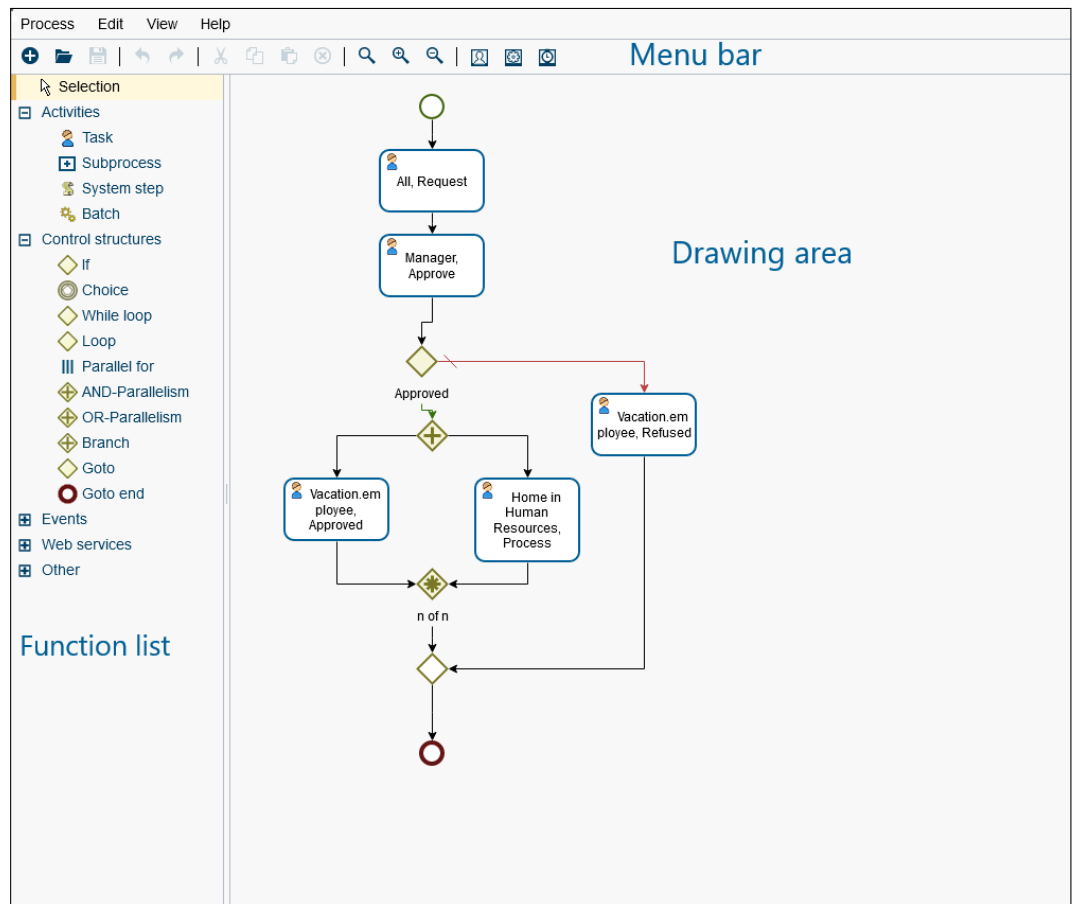 Process Edit View Help
Menu bar
Selection
Activities
Task
Subprocess
System step
Batch
Control structures
If
Choice
While loop
Loop
Parallel for
AND-Parallelism
OR-Parallelism
Branch
Goto
Goto end
Events
Web services
Other
Function list
All, Request
Manager,
Approve
Drawing area
Approved
Vacation.em
ployee, Refused
Vacation.em
ployee,
Approved
Home in
Human
Resources,
Process
n of n